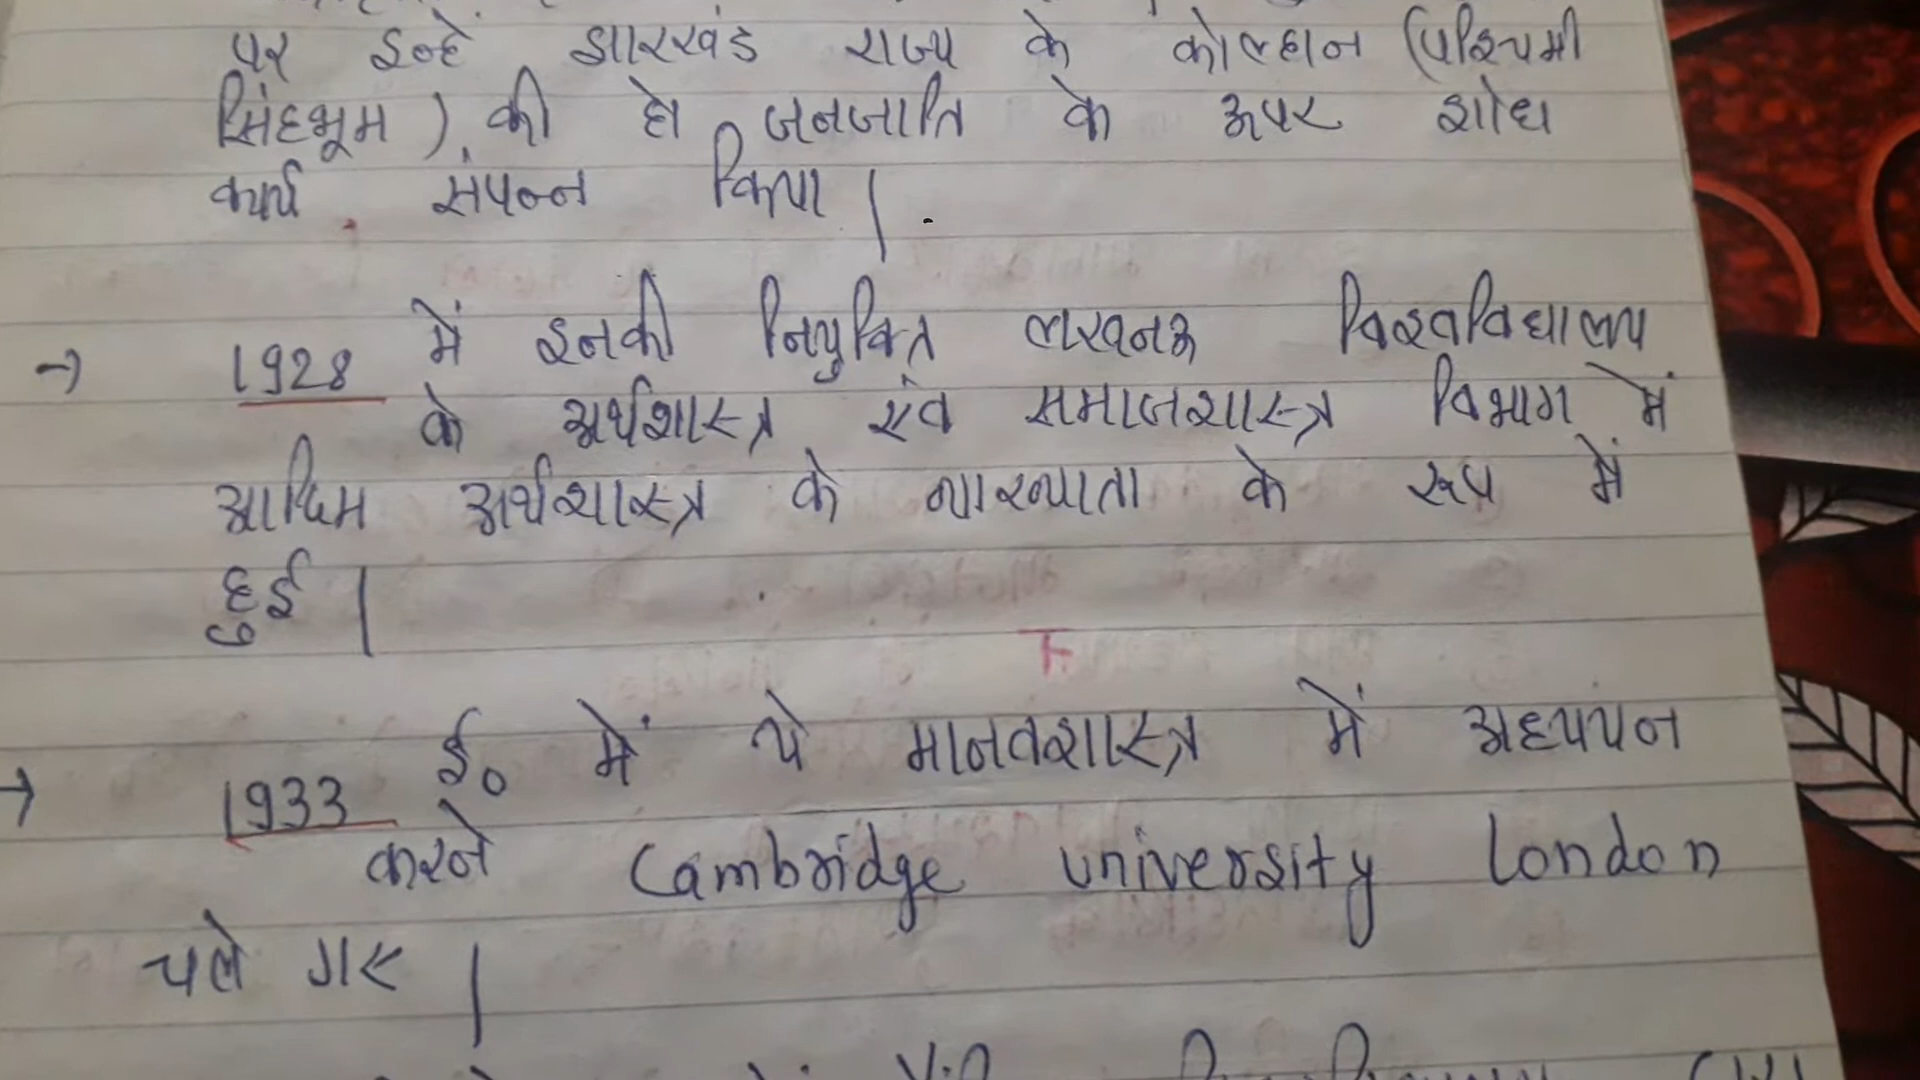 पर इन्हे झारखंड राज्य के कोल्हान (पश्चिमी
सिंहभूम) की हो जनजाति के ऊपर शोध
कार्य संपन्न किया |
→ 1928 में इनकी नियुक्ति लखनऊ विश्वविद्यालय
के अर्थशास्त्र एंव समाजशास्त्र विभाग में
आदिम अर्थशास्त्र के व्याख्याता के रूप में
हुई |
→ 1933 ई० में ये मानवशास्त्र में अध्ययन
करने Cambridge university London
चले गए |